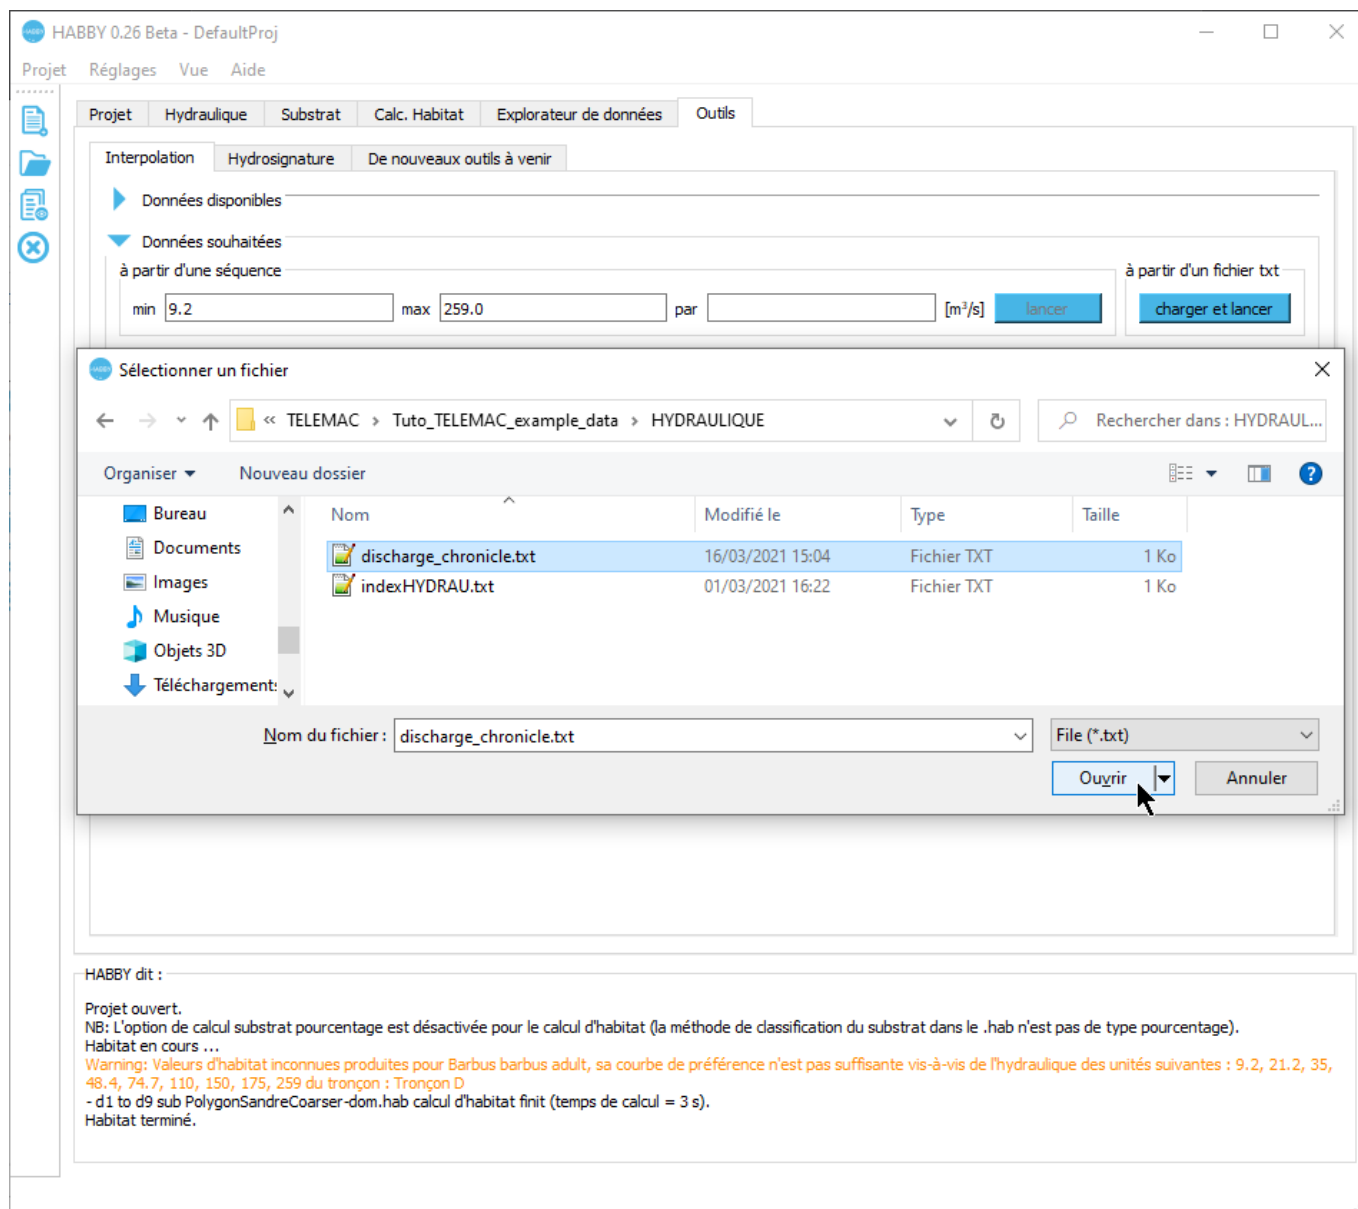 HABBY 0.26 Beta - DefaultProj
Projet Réglages Vue Aide
Projet Hydraulique Substrat Calc. Habitat Explorateur de données Outils
Interpolation Hydrosignature De nouveaux outils à venir
Données disponibles
Données souhaitées
à partir d'une séquence à partir d'un fichier txt
min 9.2 max 259.0 par [m³/s] lancer charger et lancer
Sélectionner un fichier
« TELEMAC > Tuto_TELEMAC_example_data > HYDRAULIQUE Rechercher dans : HYDRAUL...
Organiser Nouveau dossier
Bureau Nom Modifié le Type Taille
Documents discharge_chronicle.txt 16/03/2021 15:04 Fichier TXT 1 Ko
Images indexHYDRAU.txt 01/03/2021 16:22 Fichier TXT 1 Ko
Musique
Objets 3D
Téléchargement
Nom du fichier : discharge_chronicle.txt File (*.txt)
Ouvrir Annuler
HABBY dit :
Projet ouvert.
NB: L'option de calcul substrat pourcentage est désactivée pour le calcul d'habitat (la méthode de classification du substrat dans le .hab n'est pas de type pourcentage).
Habitat en cours ...
Warning: Valeurs d'habitat inconnues produites pour Barbus barbus adult, sa courbe de préférence n'est pas suffisante vis-à-vis de l'hydraulique des unités suivantes : 9.2, 21.2, 35,
48.4, 74.7, 110, 150, 175, 259 du tronçon : Tronçon D
- d1 to d9 sub PolygonSandreCoarser-dom.hab calcul d'habitat finit (temps de calcul = 3 s).
Habitat terminé.